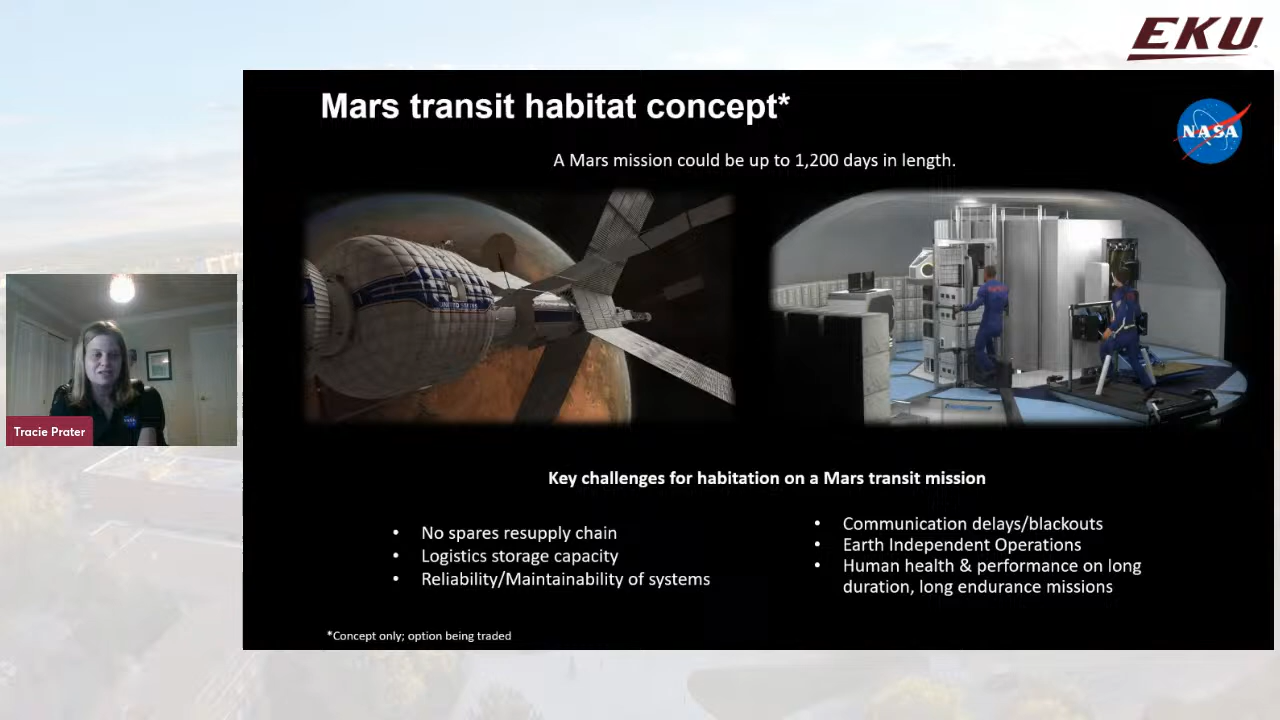 EKU
Mars transit habitat concept*
NASA
A Mars mission could be up to 1,200 days in length.
UNITED STATES
Tracie Prater
Key challenges for habitation on a Mars transit mission
• No spares resupply chain
• Logistics storage capacity
• Reliability/Maintainability of systems
• Communication delays/blackouts
• Earth Independent Operations
• Human health & performance on long
duration, long endurance missions
*Concept only; option being traded